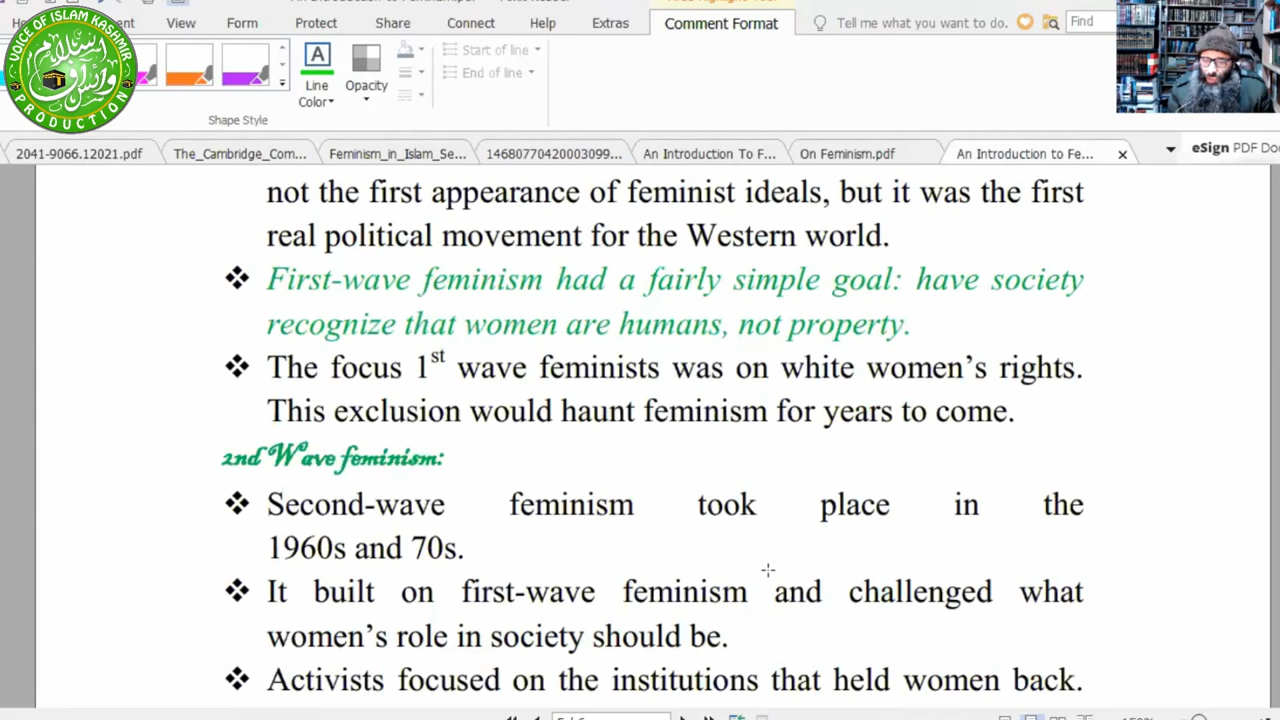 View Form Protect Share Connect Help Extras Comment Format Tell me what you want to do. Find
VOICE OF ISLAM KASHMIR
PRODUCTION
Line Color
Opacity
Start of line
End of line
Shape Style
2041-9066.12021.pdf The_Cambridge_Com... Feminism_in_Islam_Se... 14680770420003099... An Introduction To F... On Feminism.pdf An Introduction to Fe... eSign PDF Do
not the first appearance of feminist ideals, but it was the first
real political movement for the Western world.
❖ First-wave feminism had a fairly simple goal: have society
recognize that women are humans, not property.
❖ The focus 1st wave feminists was on white women's rights.
This exclusion would haunt feminism for years to come.
2nd Wave feminism:
❖ Second-wave feminism took place in the
1960s and 70s.
❖ It built on first-wave feminism and challenged what
women's role in society should be.
❖ Activists focused on the institutions that held women back.